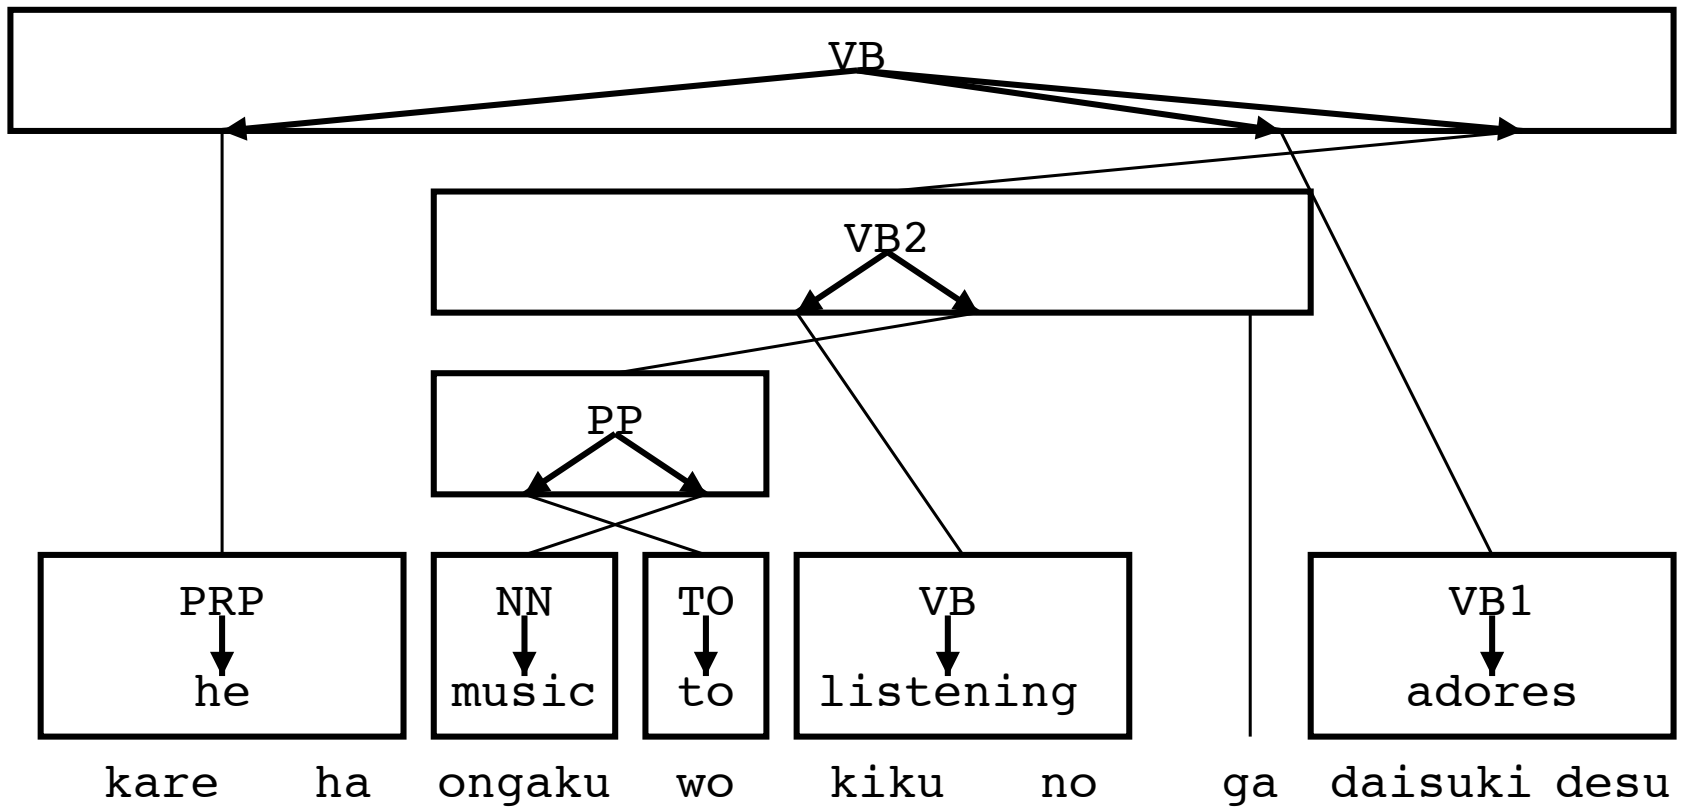 VB
VB2
PP
PRP NN TO VB VB1
he music to listening adores
kare ha ongaku wo kiku no ga daisuki desu